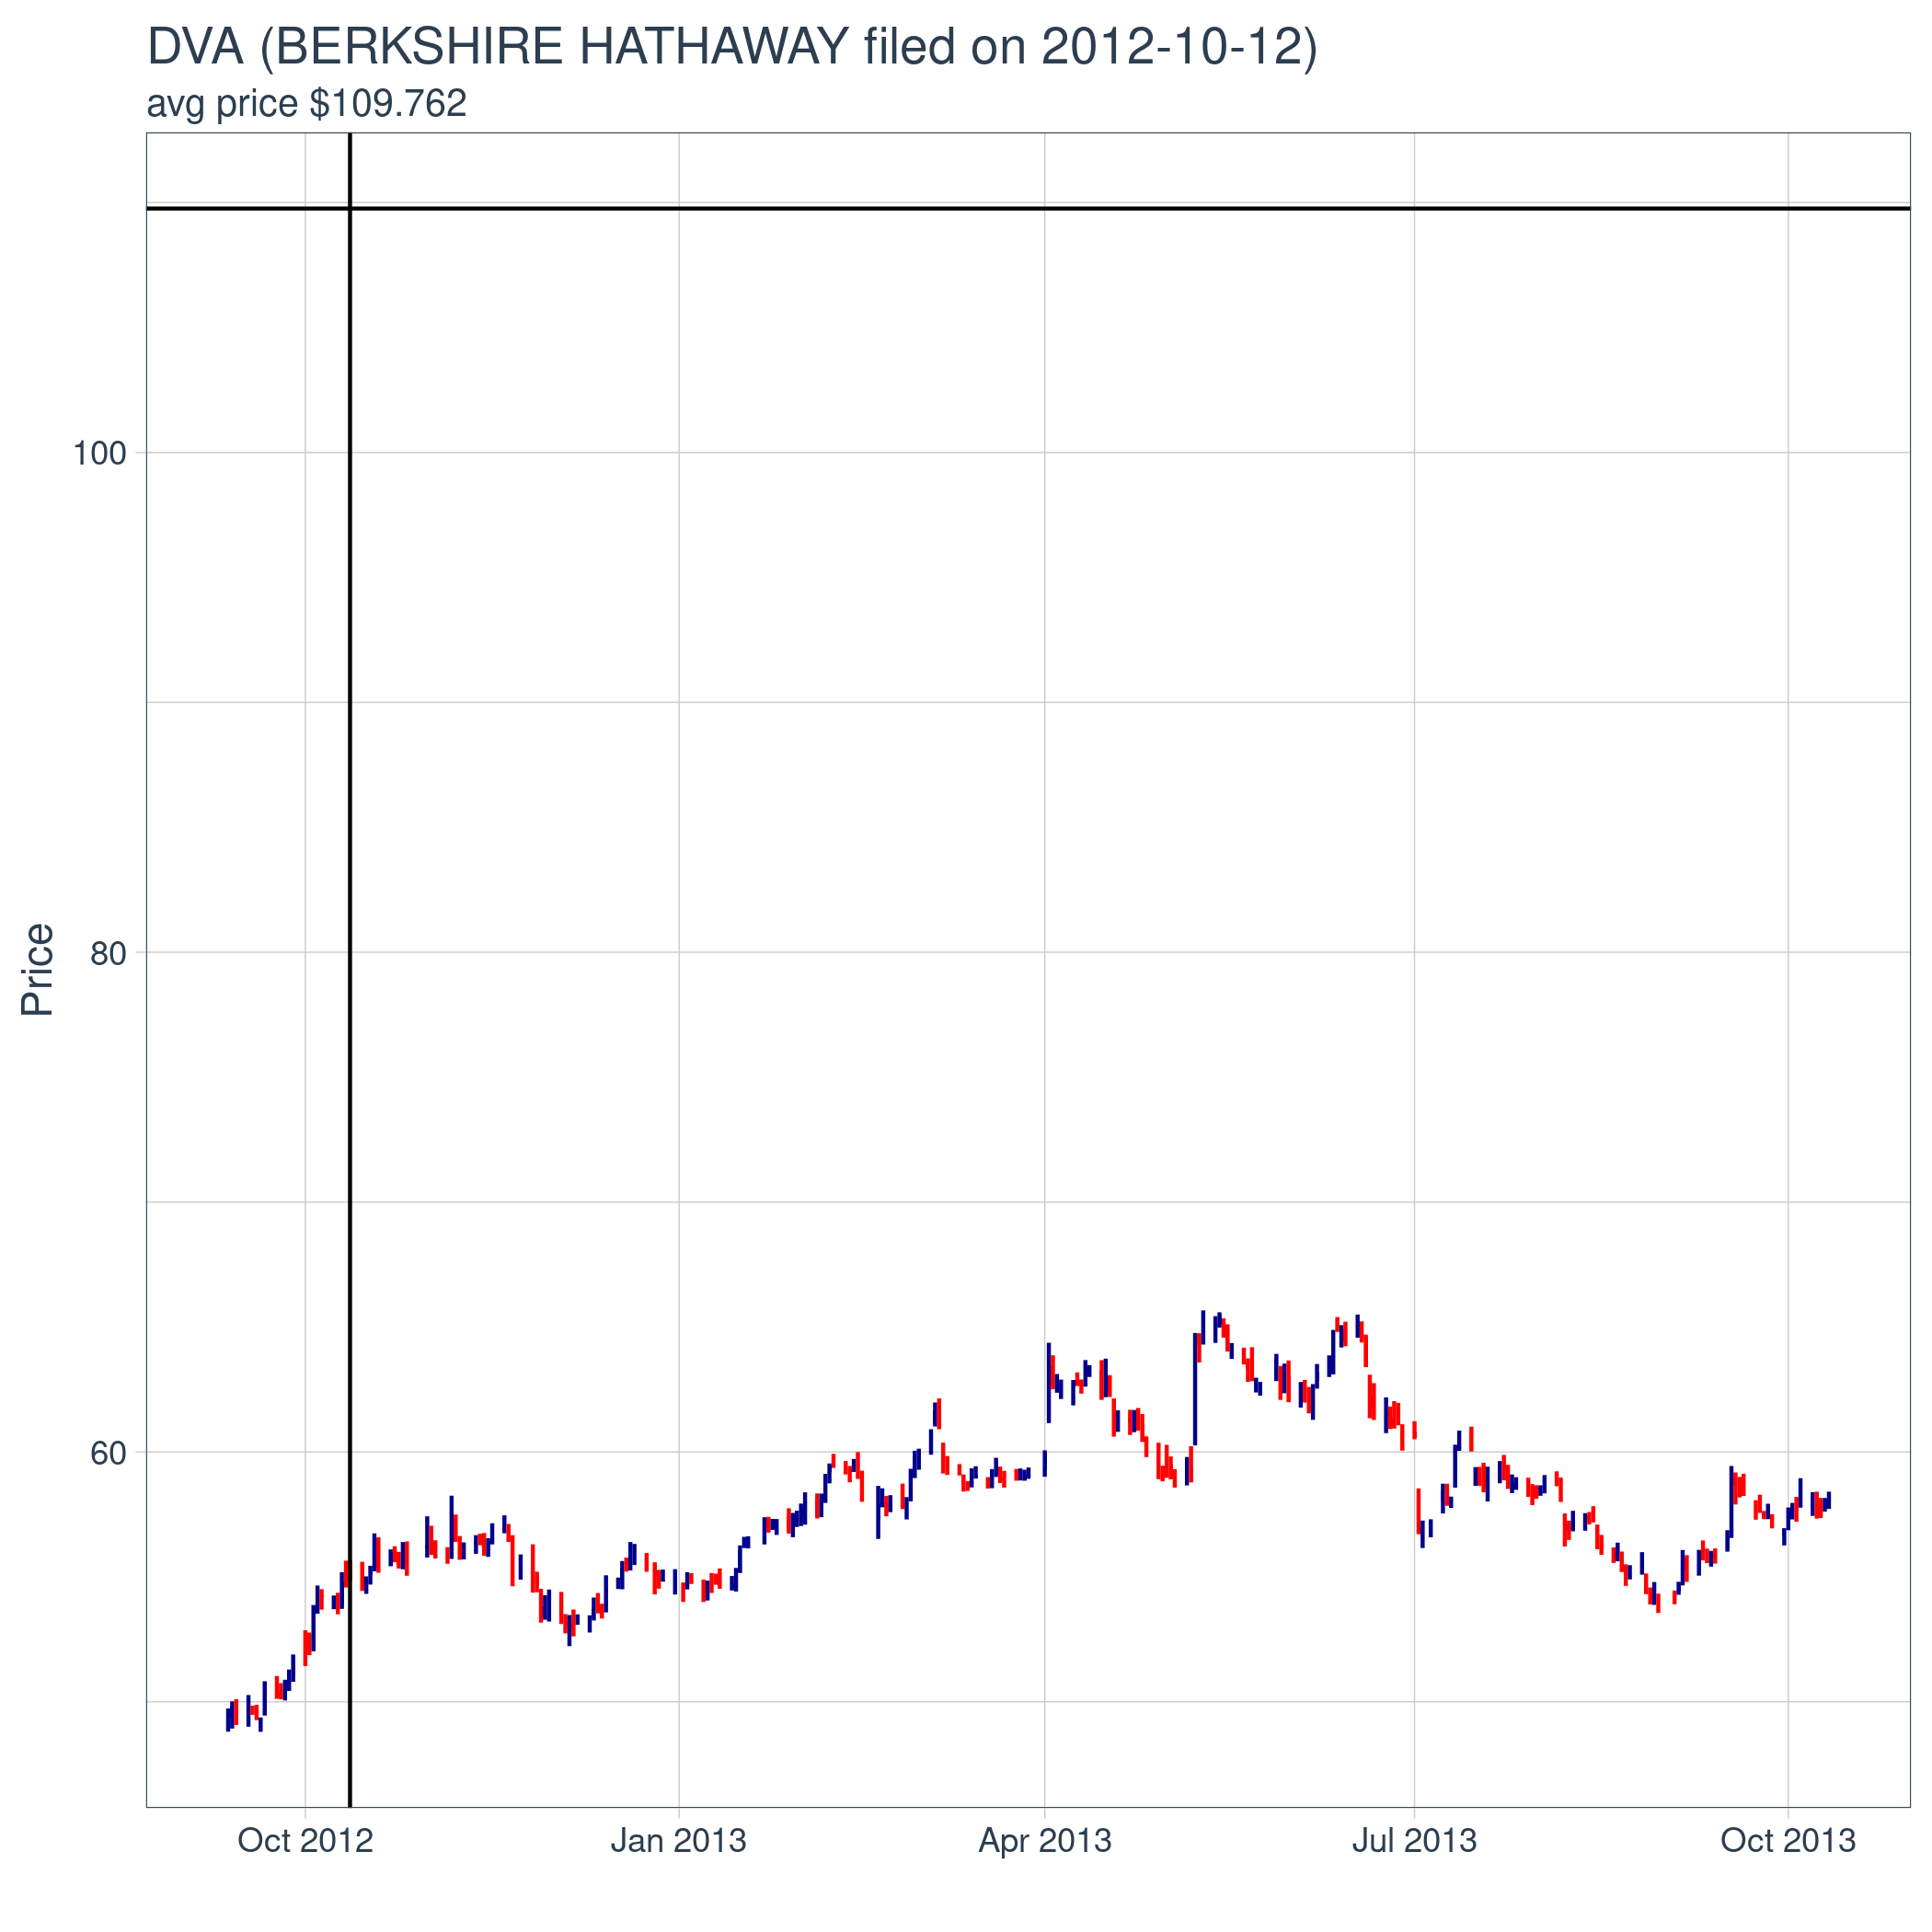 DVA (BERKSHIRE HATHAWAY filed on 2012-10-12)
avg price $109.762
100
80
60
Price
Oct 2012
Jan 2013
Apr 2013
Jul 2013
Oct 2013